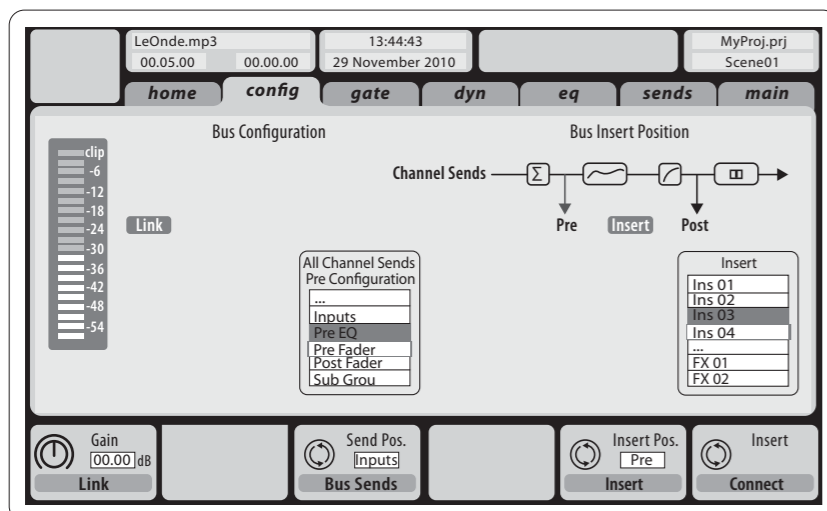 LeOnde.mp3
00.05.00 00.00.00
13:44:43
29 November 2010
MyProj.prj
Scene01
home config gate dyn eq sends main
Bus Configuration
Bus Insert Position
clip
-6
-12
-18
-24
-30
-36
-42
-48
-54
Link
Channel Sends
Σ
Pre Insert Post
All Channel Sends
Pre Configuration
...
Inputs
Pre EQ
Pre Fader
Post Fader
Sub Grou
Insert
Ins 01
Ins 02
Ins 03
Ins 04
...
FX 01
FX 02
Gain
00.00 dB
Link
Send Pos.
Inputs
Bus Sends
Insert Pos.
Pre
Insert
Insert
Connect